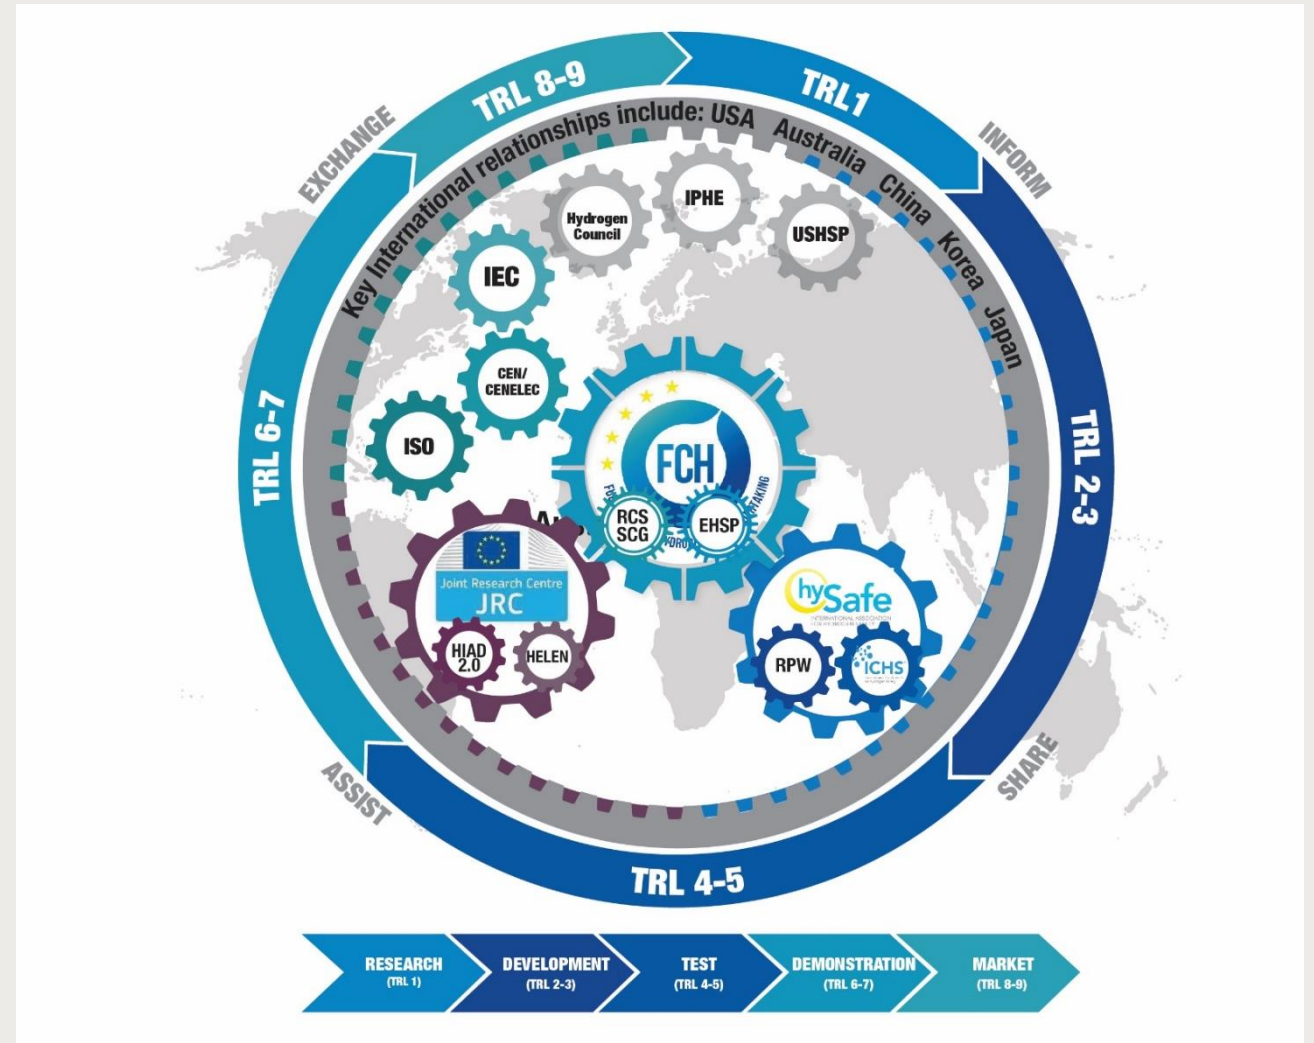 TRL 8-9
TRL1
EXCHANGE
INFORM
Key International relationships include: USA Australia China Korea Japan
Hydrogen
Council
IPHE
USHSP
IEC
CEN/
CENELEC
ISO
TRL 6-7
TRL 2-3
FCH
RCS
SCG
EHSP
Joint Research Centre
JRC
HIAD
2.0
HELEN
hySafe
INTERNATIONAL ASSOCIATION
RPW
ICHS
ASSIST
SHARE
TRL 4-5
RESEARCH
(TRL 1)
DEVELOPMENT
(TRL 2-3)
TEST
(TRL 4-5)
DEMONSTRATION
(TRL 6-7)
MARKET
(TRL 8-9)